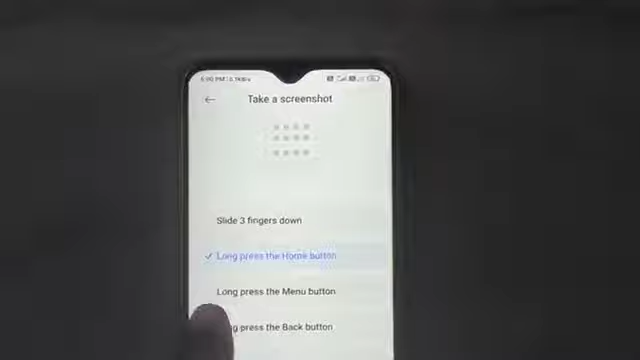 Take a screenshot
Slide 3 fingers down
Long press the Home button
Long press the Menu button
press the Back button